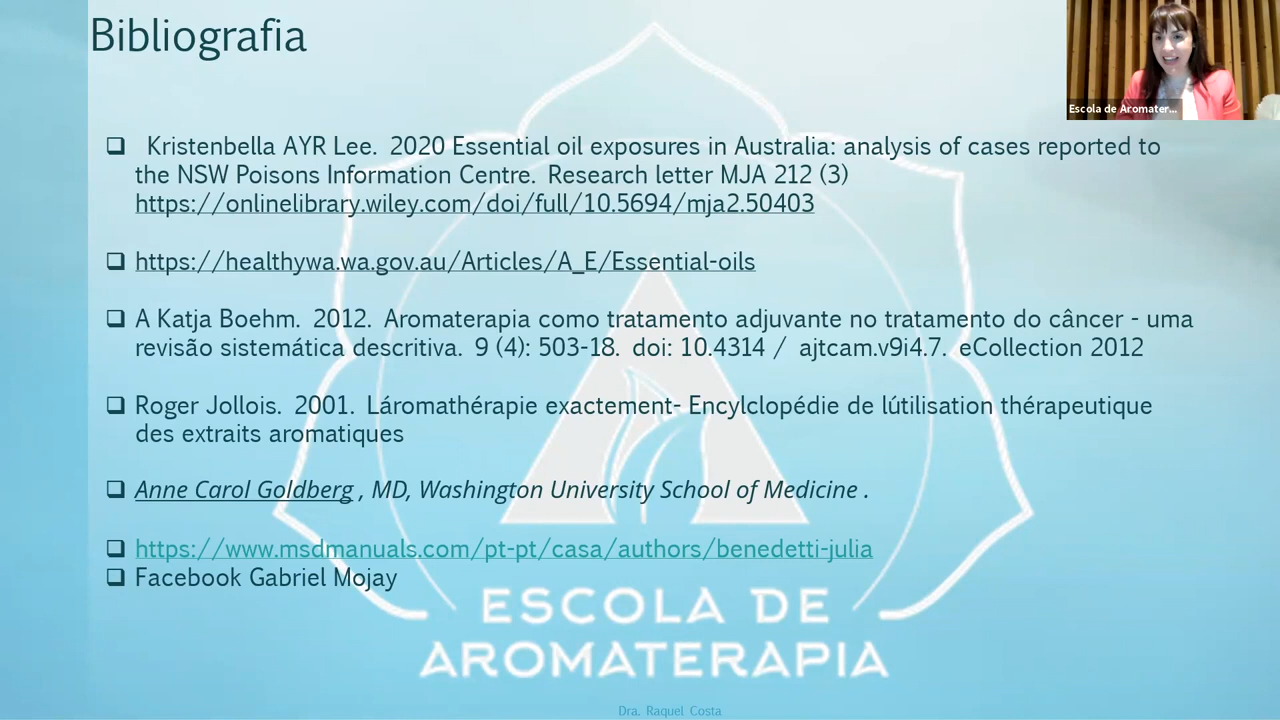 Bibliografia
Escola de Aromater...
Kristenbella AYR Lee. 2020 Essential oil exposures in Australia: analysis of cases reported to
the NSW Poisons Information Centre. Research letter MJA 212 (3)
https://onlinelibrary.wiley.com/doi/full/10.5694/mja2.50403
https://healthywa.wa.gov.au/Articles/A_E/Essential-oils
A Katja Boehm. 2012. Aromaterapia como tratamento adjuvante no tratamento do câncer - uma
revisão sistemática descritiva. 9 (4): 503-18. doi: 10.4314 / ajtcam.v9i4.7. eCollection 2012
Roger Jollois. 2001. Láromathérapie exactement- Encylclopédie de lútilisation thérapeutique
des extraits aromatiques
Anne Carol Goldberg , MD, Washington University School of Medicine .
https://www.msdmanuals.com/pt-pt/casa/authors/benedetti-julia
Facebook Gabriel Mojay
ESCOLA DE
AROMATERAPIA
Dra. Raquel Costa